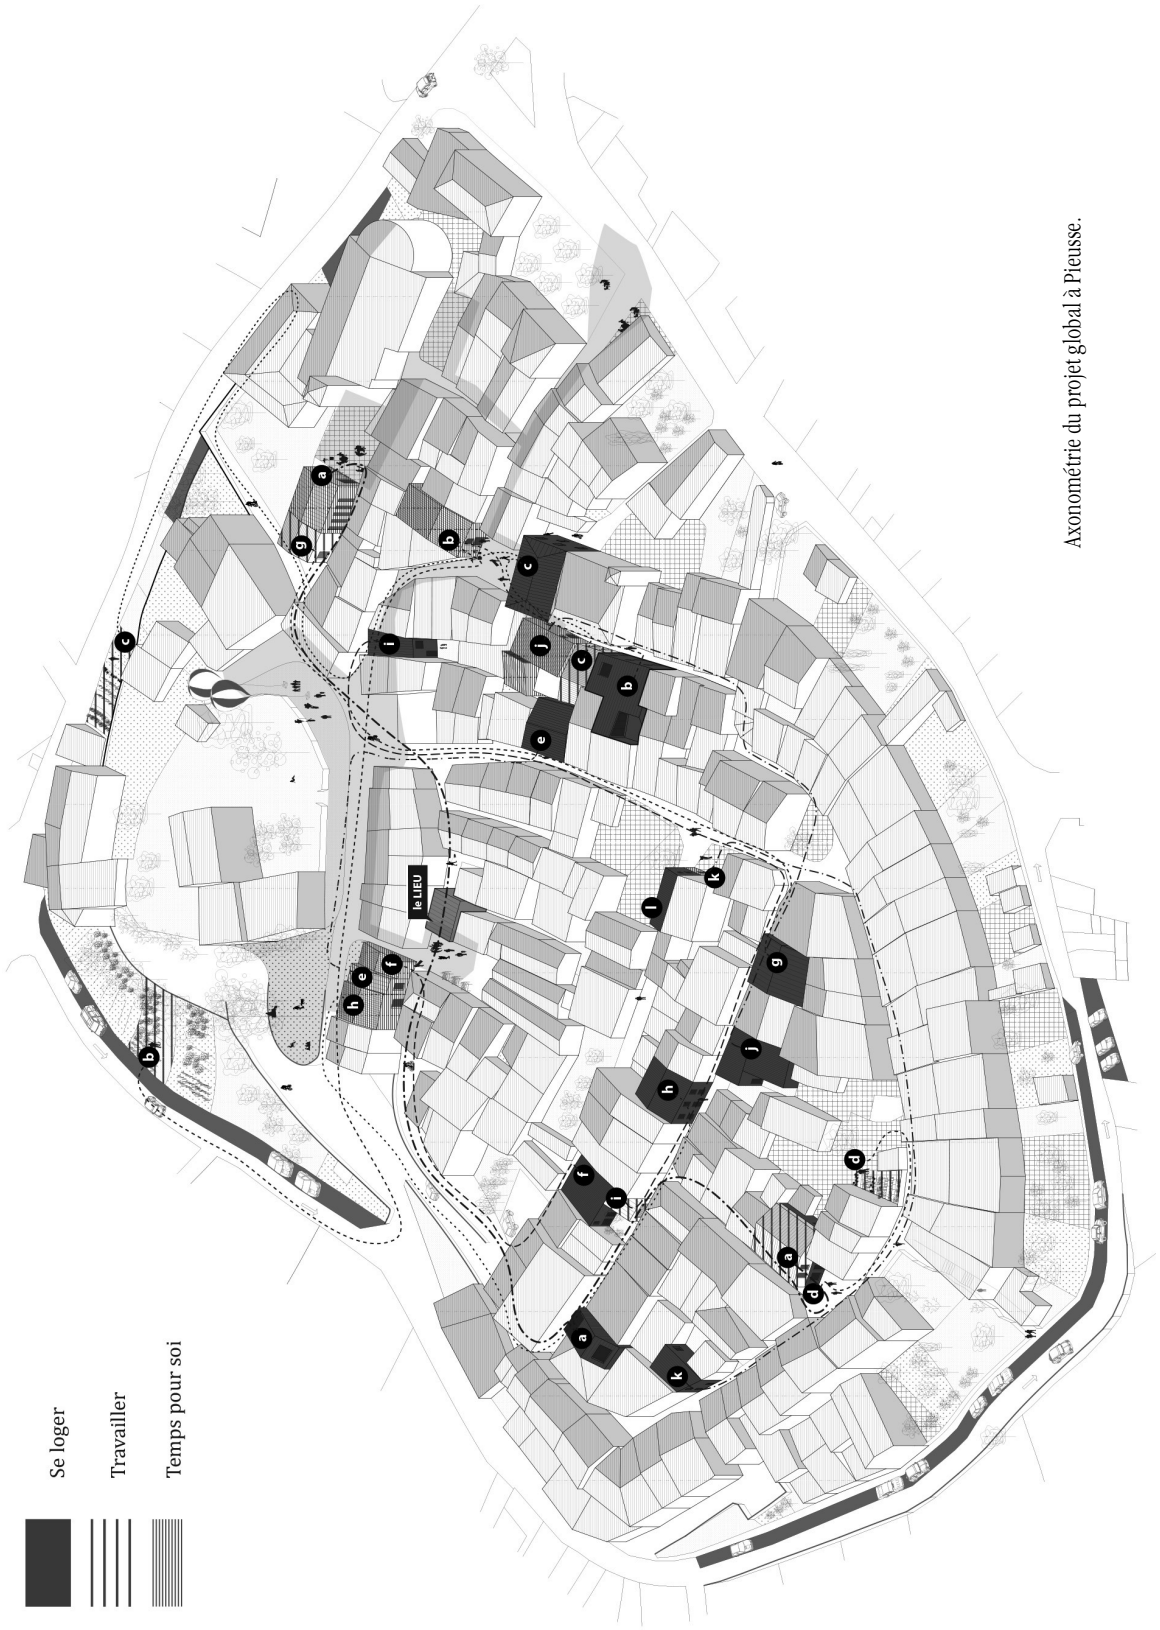 Se loger
Travailler
Temps pour soi
c
b
g
a
h
e
f
i
le LIEU
b
c
j
e
c
a
f
i
b
l
h
k
k
j
g
a
d
d
Axonométrie du projet global à Pieusse.